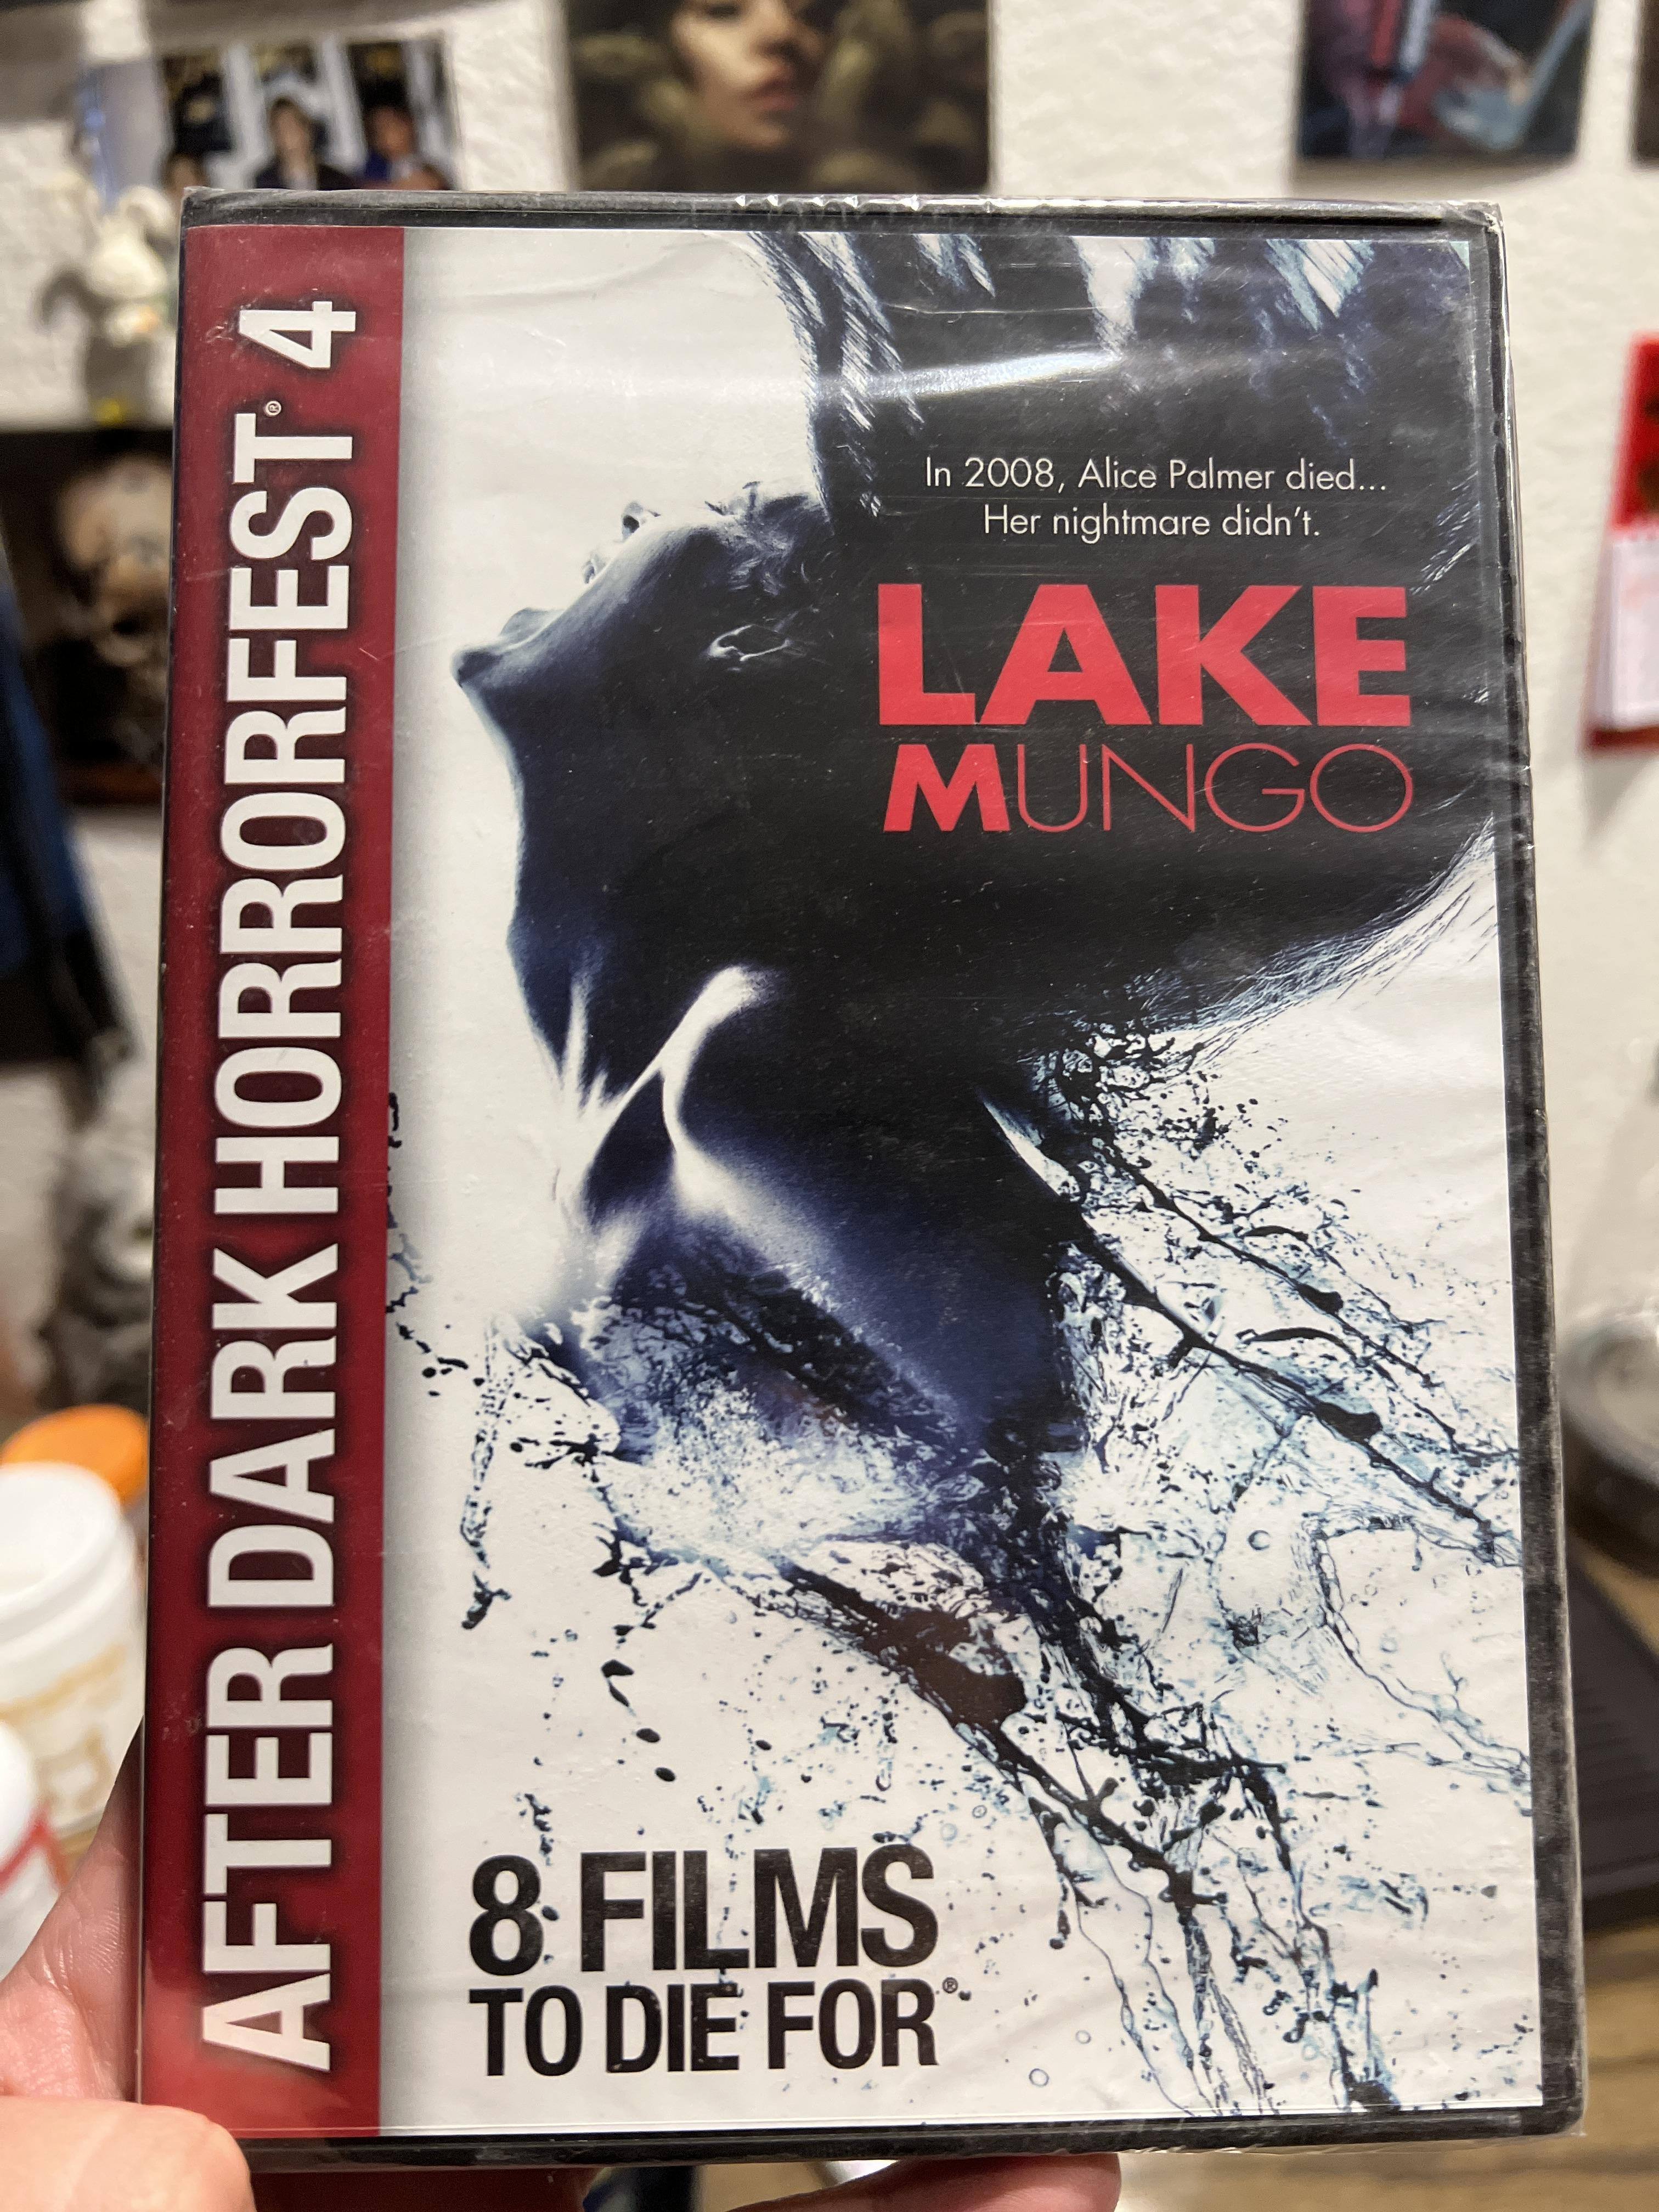 AFTER DARK HORRORFEST® 4
In 2008, Alice Palmer died...
Her nightmare didn't.
LAKE
MUNGO
8 FILMS
TO DIE FOR®